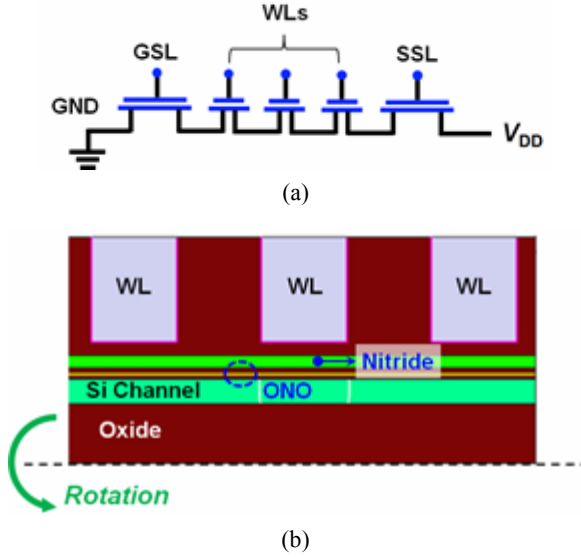 WLs
GSL
SSL
GND
VDD
(a)
WL WL WL
Nitride
Si Channel ONO
Oxide
Rotation
(b)